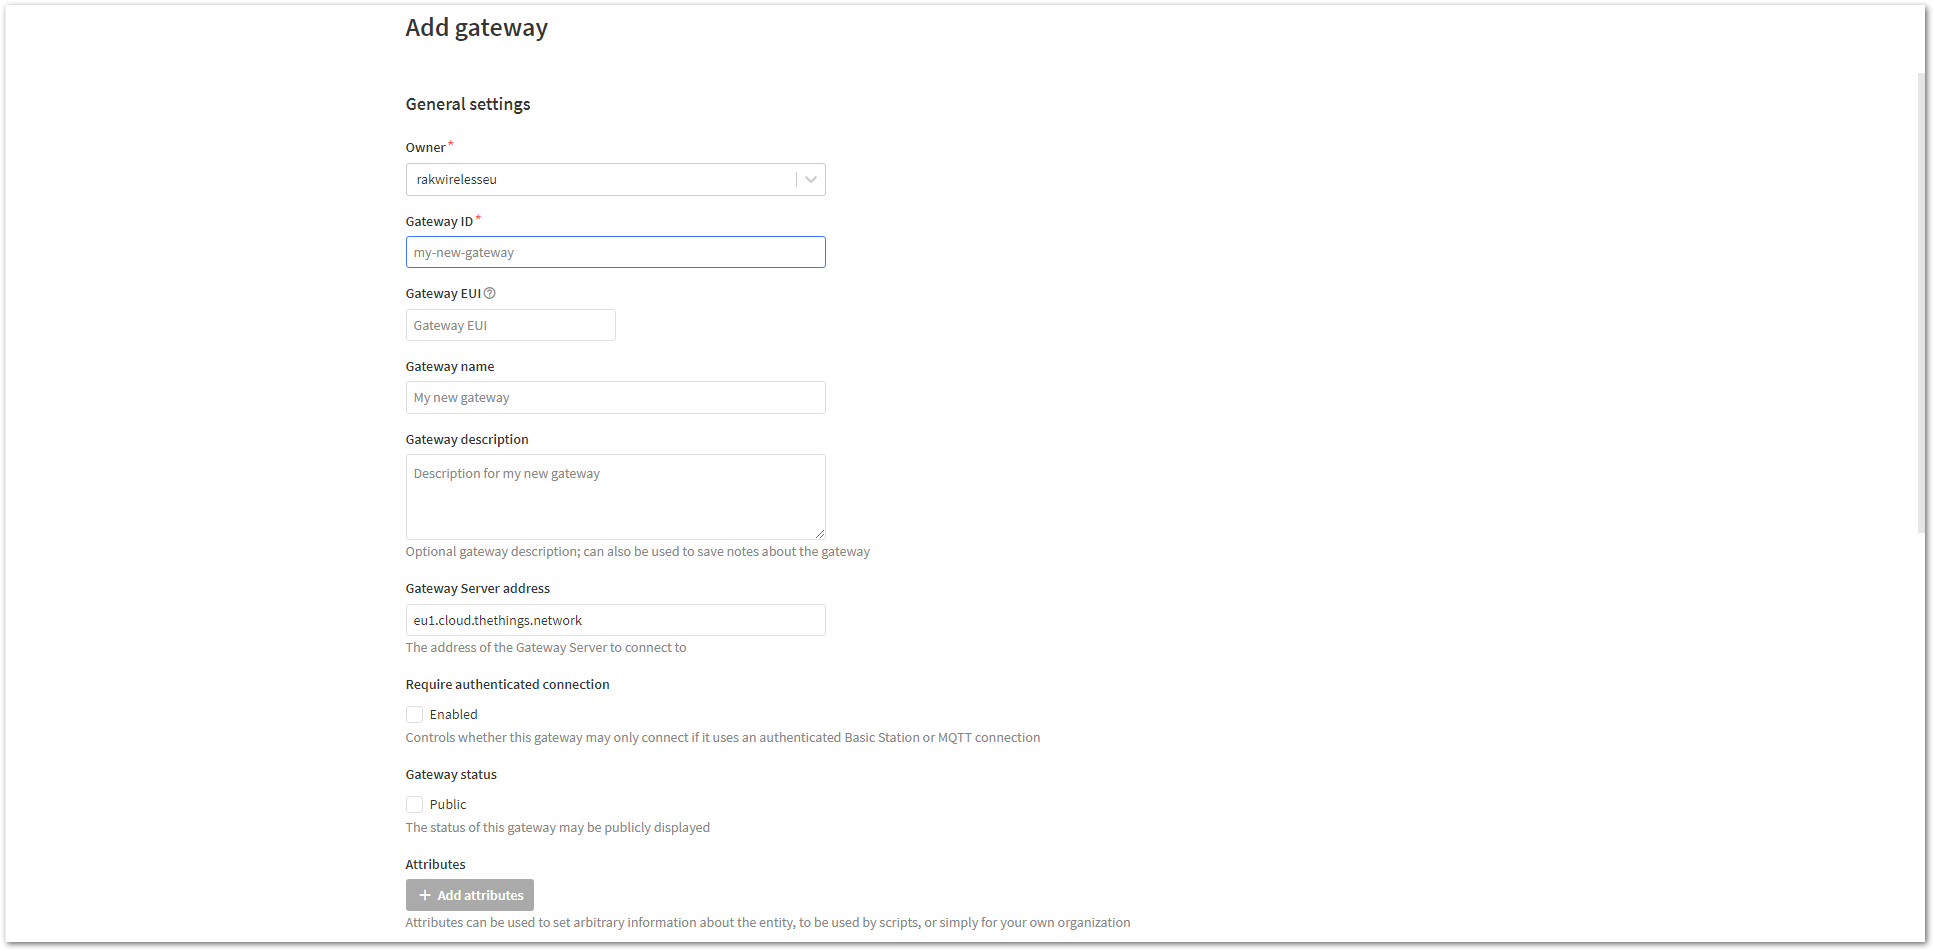 Add gateway
General settings
Owner*
rakwirelesseu
Gateway ID*
my-new-gateway
Gateway EUI
Gateway EUI
Gateway name
My new gateway
Gateway description
Description for my new gateway
Optional gateway description; can also be used to save notes about the gateway
Gateway Server address
eu1.cloud.thethings.network
The address of the Gateway Server to connect to
Require authenticated connection
Enabled
Controls whether this gateway may only connect if it uses an authenticated Basic Station or MQTT connection
Gateway status
Public
The status of this gateway may be publicly displayed
Attributes
+ Add attributes
Attributes can be used to set arbitrary information about the entity, to be used by scripts, or simply for your own organization